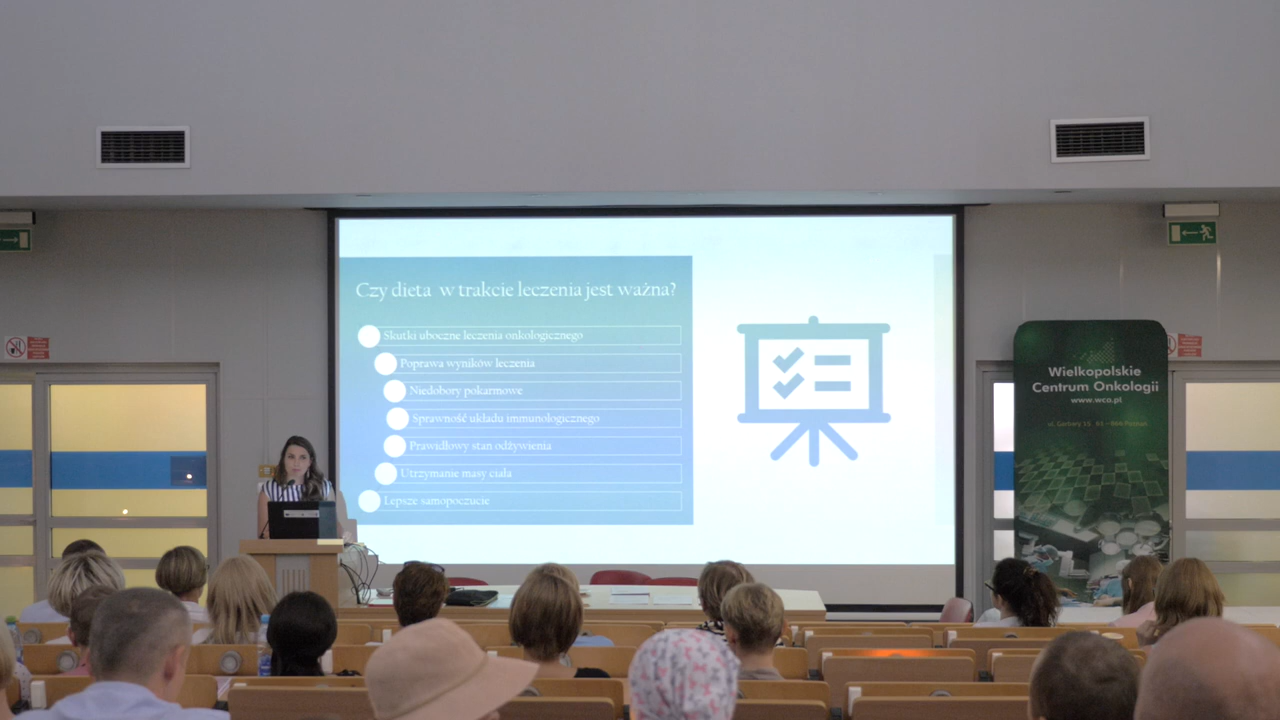 Czy dieta w trakcie leczenia jest ważna?
Skutki uboczne leczenia onkologicznego
Poprawa wyników leczenia
Niedobory pokarmowe
Sprawność układu immunologicznego
Prawidłowy stan odżywienia
Utrzymanie masy ciała
Lepsze samopoczucie
Wielkopolskie
Centrum Onkologii
www.wco.pl